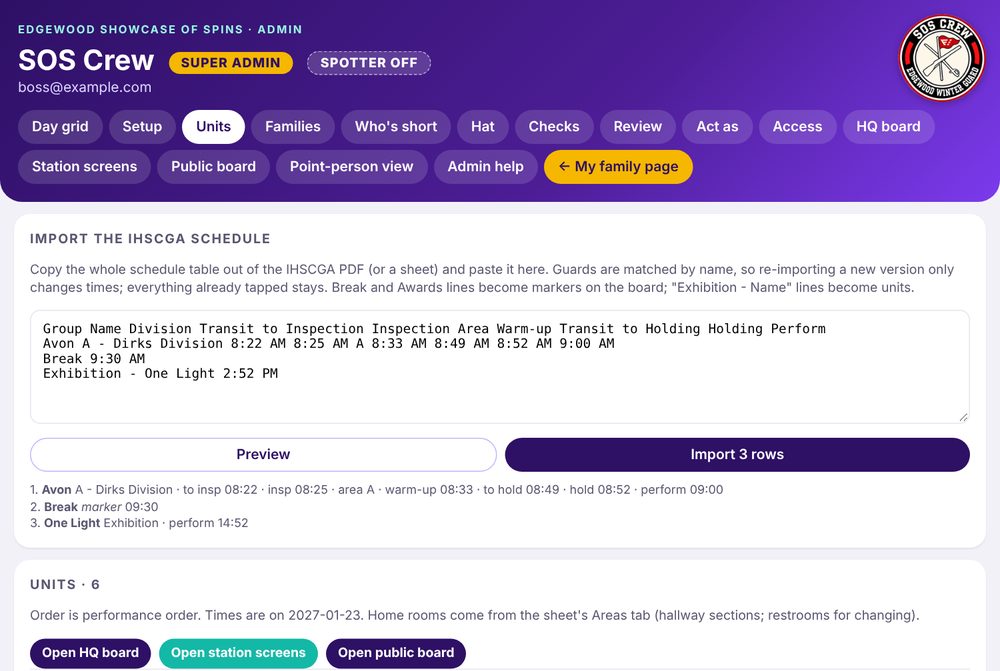 EDGEWOOD SHOWCASE OF SPINS · ADMIN
SOS Crew SUPER ADMIN SPOTTER OFF
boss@example.com
SOS CREW
EDGEWOOD WINTER GUARD
Day grid Setup Units Families Who's short Hat Checks Review Act as Access HQ board
Station screens Public board Point-person view Admin help ← My family page
IMPORT THE IHSCGA SCHEDULE
Copy the whole schedule table out of the IHSCGA PDF (or a sheet) and paste it here. Guards are matched by name, so re-importing a new version only
changes times; everything already tapped stays. Break and Awards lines become markers on the board; "Exhibition - Name" lines become units.
Group Name Division Transit to Inspection Inspection Area Warm-up Transit to Holding Holding Perform
Avon A - Dirks Division 8:22 AM 8:25 AM A 8:33 AM 8:49 AM 8:52 AM 9:00 AM
Break 9:30 AM
Exhibition - One Light 2:52 PM
Preview Import 3 rows
1. Avon A - Dirks Division · to insp 08:22 · insp 08:25 · area A · warm-up 08:33 · to hold 08:49 · hold 08:52 · perform 09:00
2. Break marker 09:30
3. One Light Exhibition · perform 14:52
UNITS · 6
Order is performance order. Times are on 2027-01-23. Home rooms come from the sheet's Areas tab (hallway sections; restrooms for changing).
Open HQ board Open station screens Open public board